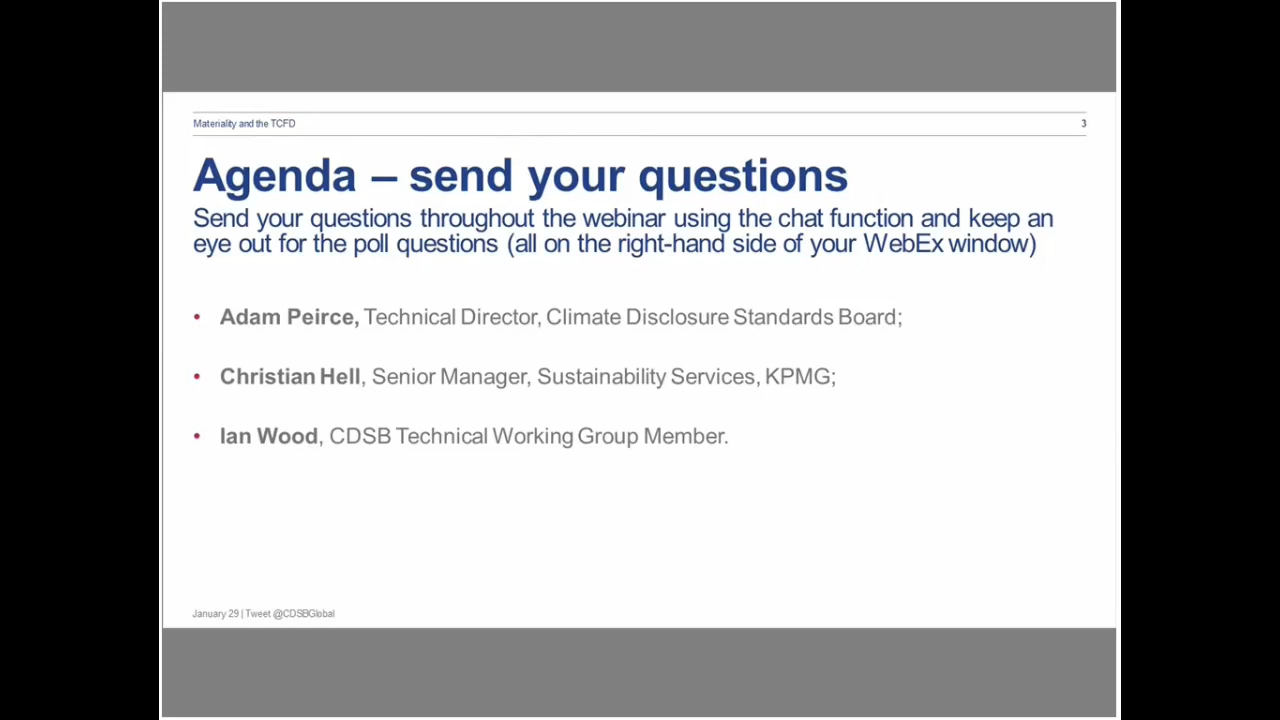 Materiality and the TCFD 3
Agenda – send your questions
Send your questions throughout the webinar using the chat function and keep an
eye out for the poll questions (all on the right-hand side of your WebEx window)
• Adam Peirce, Technical Director, Climate Disclosure Standards Board;
• Christian Hell, Senior Manager, Sustainability Services, KPMG;
• Ian Wood, CDSB Technical Working Group Member.
January 29 | Tweet @CDSBGlobal